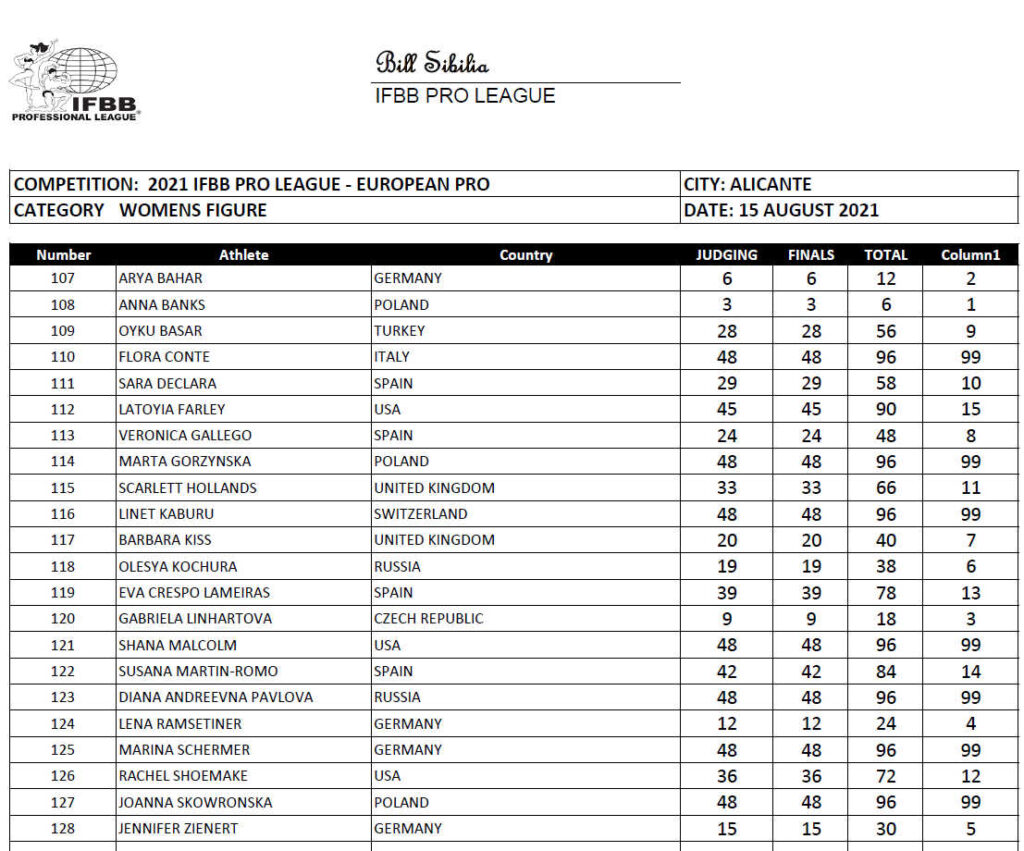 Bill Sibilia
IFBB PRO LEAGUE
IFBB
PROFESSIONAL LEAGUE®
COMPETITION: 2021 IFBB PRO LEAGUE - EUROPEAN PRO CITY: ALICANTE
CATEGORY WOMENS FIGURE DATE: 15 AUGUST 2021
Number Athlete Country JUDGING FINALS TOTAL Column1
107 ARYA BAHAR GERMANY 6 6 12 2
108 ANNA BANKS POLAND 3 3 6 1
109 OYKU BASAR TURKEY 28 28 56 9
110 FLORA CONTE ITALY 48 48 96 99
111 SARA DECLARA SPAIN 29 29 58 10
112 LATOYIA FARLEY USA 45 45 90 15
113 VERONICA GALLEGO SPAIN 24 24 48 8
114 MARTA GORZYNSKA POLAND 48 48 96 99
115 SCARLETT HOLLANDS UNITED KINGDOM 33 33 66 11
116 LINET KABURU SWITZERLAND 48 48 96 99
117 BARBARA KISS UNITED KINGDOM 20 20 40 7
118 OLESYA KOCHURA RUSSIA 19 19 38 6
119 EVA CRESPO LAMEIRAS SPAIN 39 39 78 13
120 GABRIELA LINHARTOVA CZECH REPUBLIC 9 9 18 3
121 SHANA MALCOLM USA 48 48 96 99
122 SUSANA MARTIN-ROMO SPAIN 42 42 84 14
123 DIANA ANDREEVNA PAVLOVA RUSSIA 48 48 96 99
124 LENA RAMSETINER GERMANY 12 12 24 4
125 MARINA SCHERMER GERMANY 48 48 96 99
126 RACHEL SHOEMAKE USA 36 36 72 12
127 JOANNA SKOWRONSKA POLAND 48 48 96 99
128 JENNIFER ZIENERT GERMANY 15 15 30 5